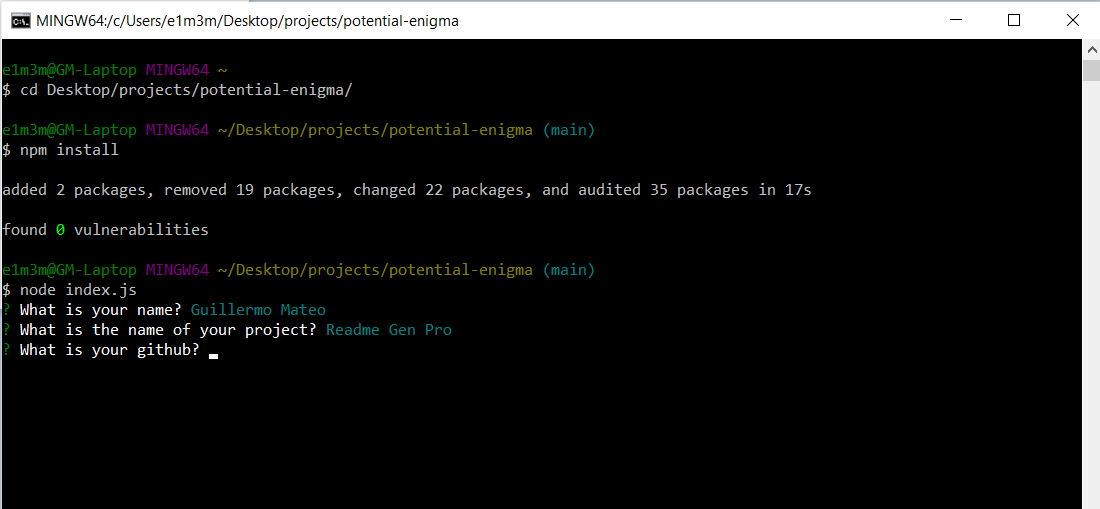 MINGW64:/c/Users/e1m3m/Desktop/projects/potential-enigma
e1m3m@GM-Laptop MINGW64 ~
$ cd Desktop/projects/potential-enigma/
e1m3m@GM-Laptop MINGW64 ~/Desktop/projects/potential-enigma (main)
$ npm install
added 2 packages, removed 19 packages, changed 22 packages, and audited 35 packages in 17s
found 0 vulnerabilities
e1m3m@GM-Laptop MINGW64 ~/Desktop/projects/potential-enigma (main)
$ node index.js
? What is your name? Guillermo Mateo
? What is the name of your project? Readme Gen Pro
? What is your github?